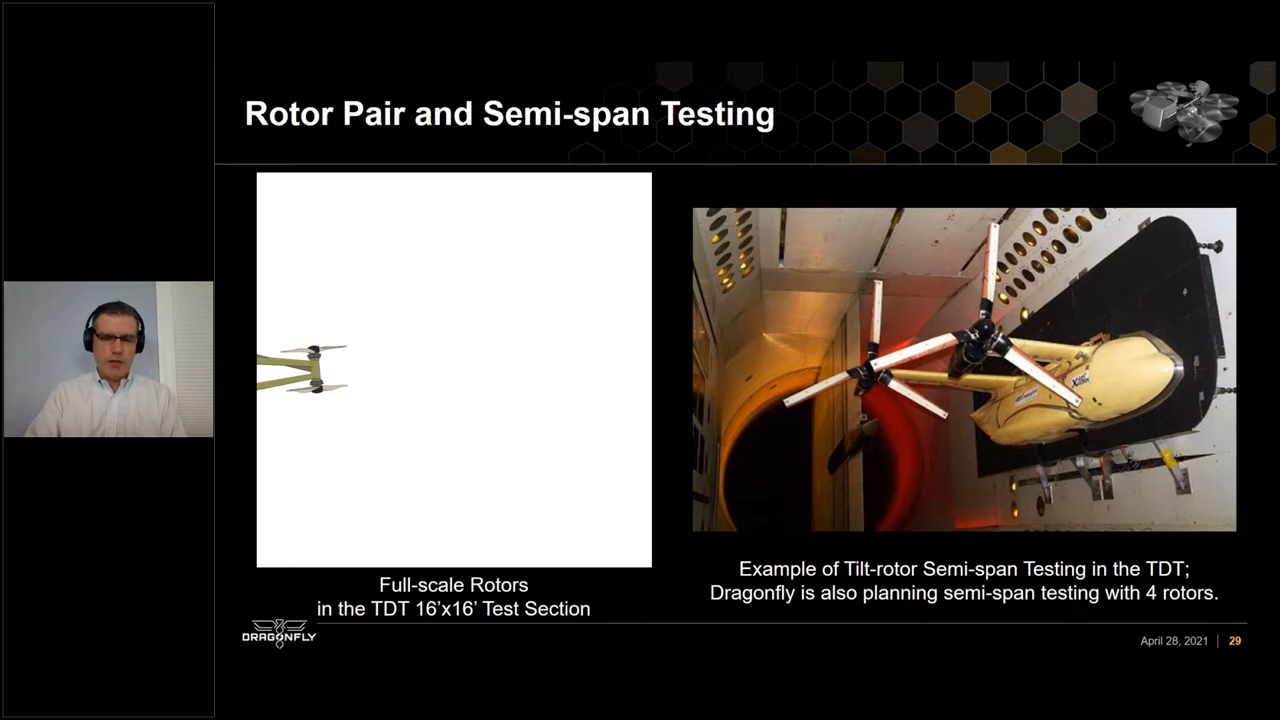 Rotor Pair and Semi-span Testing
Full-scale Rotors
in the TDT 16'x16' Test Section
Example of Tilt-rotor Semi-span Testing in the TDT;
Dragonfly is also planning semi-span testing with 4 rotors.
DRAGONFLY
April 28, 2021 | 29